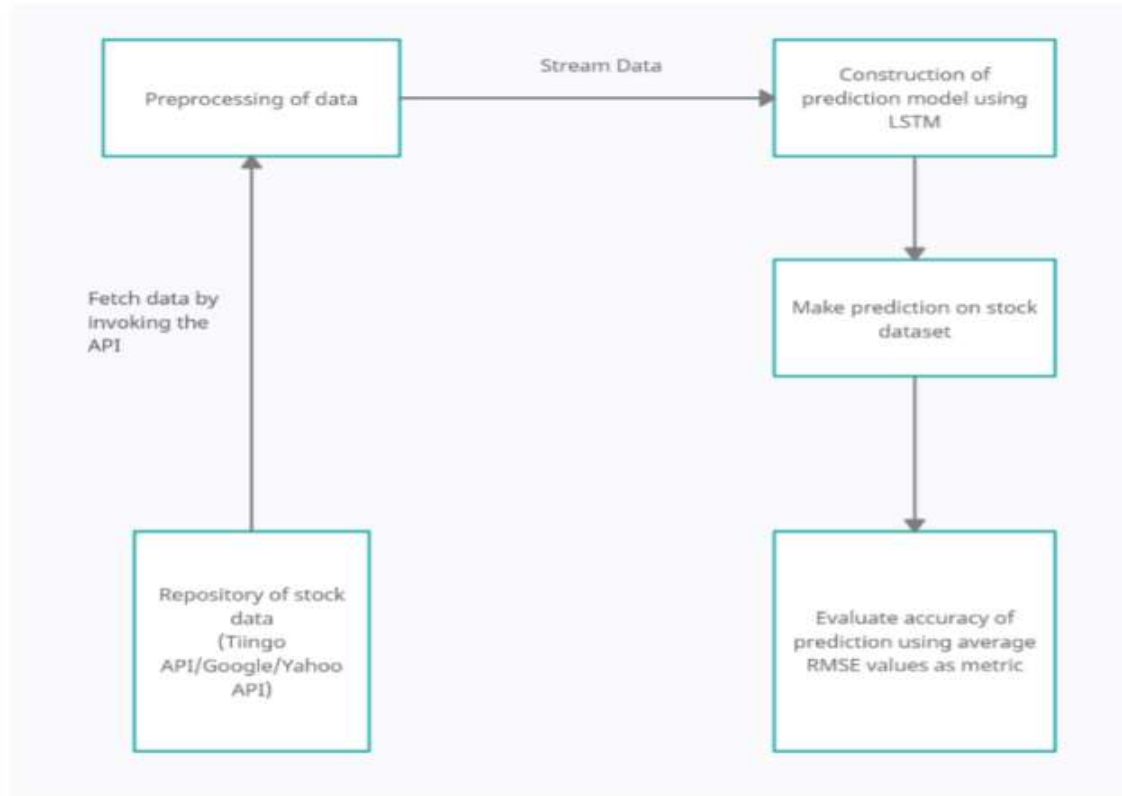 Preprocessing of data
Stream Data
Construction of
prediction model using
LSTM
Fetch data by
invoking the
API
Make prediction on stock
dataset
Repository of stock
data
(Tiingo
API/Google/Yahoo
API)
Evaluate accuracy of
prediction using average
RMSE values as metric